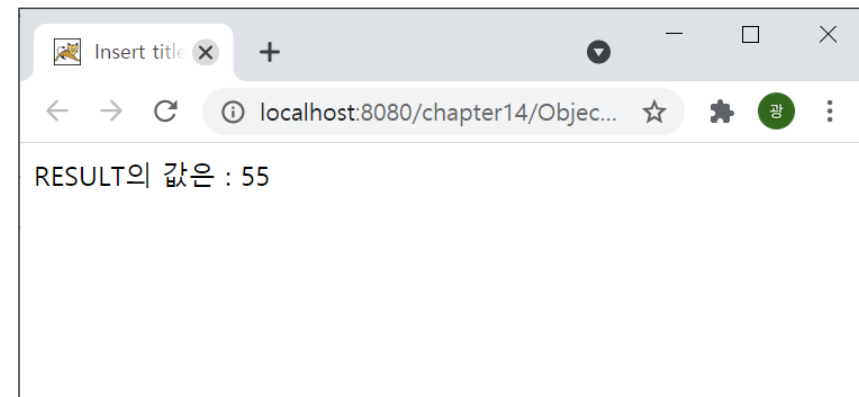 Insert title
localhost:8080/chapter14/Objec...
광
RESULT의 값은 : 55